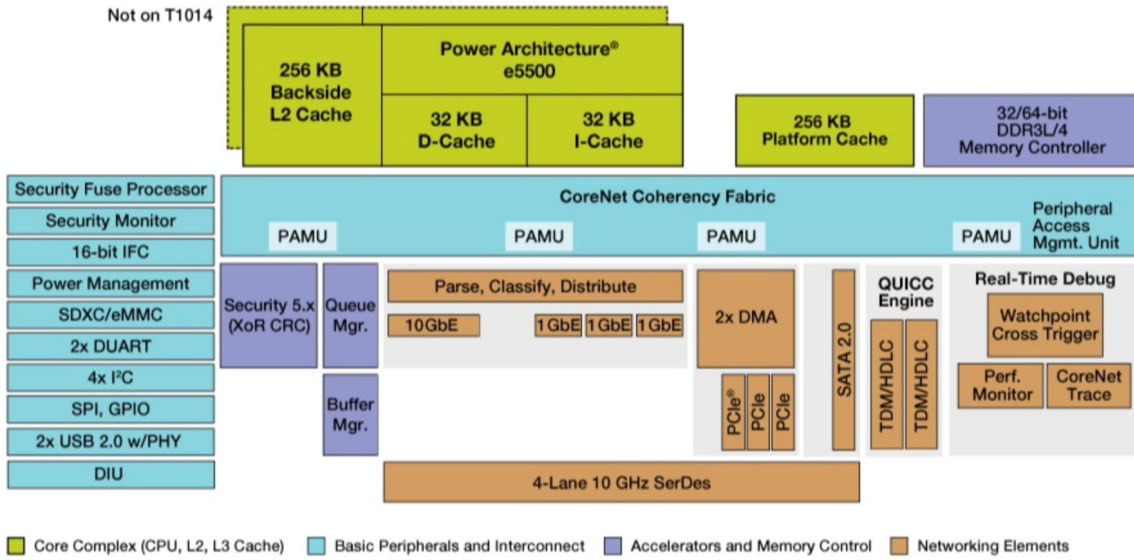 Not on T1014
256 KB
Backside
L2 Cache
Power Architecture®
e5500
32 KB
D-Cache
32 KB
I-Cache
256 KB
Platform Cache
32/64-bit
DDR3L/4
Memory Controller
Security Fuse Processor
Security Monitor
16-bit IFC
Power Management
SDXC/eMMC
2x DUART
4x I²C
SPI, GPIO
2x USB 2.0 w/PHY
DIU
CoreNet Coherency Fabric
PAMU
PAMU
PAMU
PAMU
Peripheral
Access
Mgmt. Unit
Security 5.x
(XoR CRC)
Queue
Mgr.
Buffer
Mgr.
Parse, Classify, Distribute
10GbE
1GbE
1GbE
1GbE
2x DMA
PCIe®
PCIe
PCIe
SATA 2.0
QUICC
Engine
TDM/HDLC
TDM/HDLC
Real-Time Debug
Watchpoint
Cross Trigger
Perf.
Monitor
CoreNet
Trace
4-Lane 10 GHz SerDes
Core Complex (CPU, L2, L3 Cache)
Basic Peripherals and Interconnect
Accelerators and Memory Control
Networking Elements